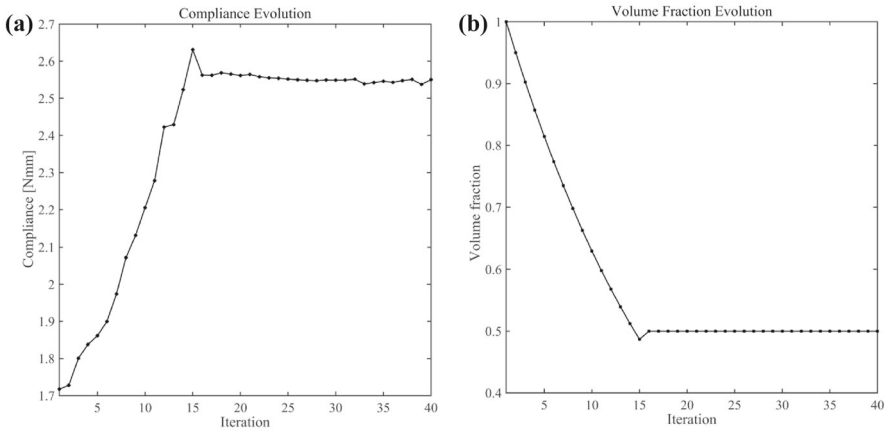 (a)
Compliance Evolution
2.7
2.6
2.5
2.4
2.3
2.2
2.1
2
1.9
1.8
1.7
Compliance [Nmm]
5 10 15 20 25 30 35 40
Iteration
(b)
Volume Fraction Evolution
1
0.9
0.8
0.7
0.6
0.5
0.4
Volume fraction
5 10 15 20 25 30 35 40
Iteration